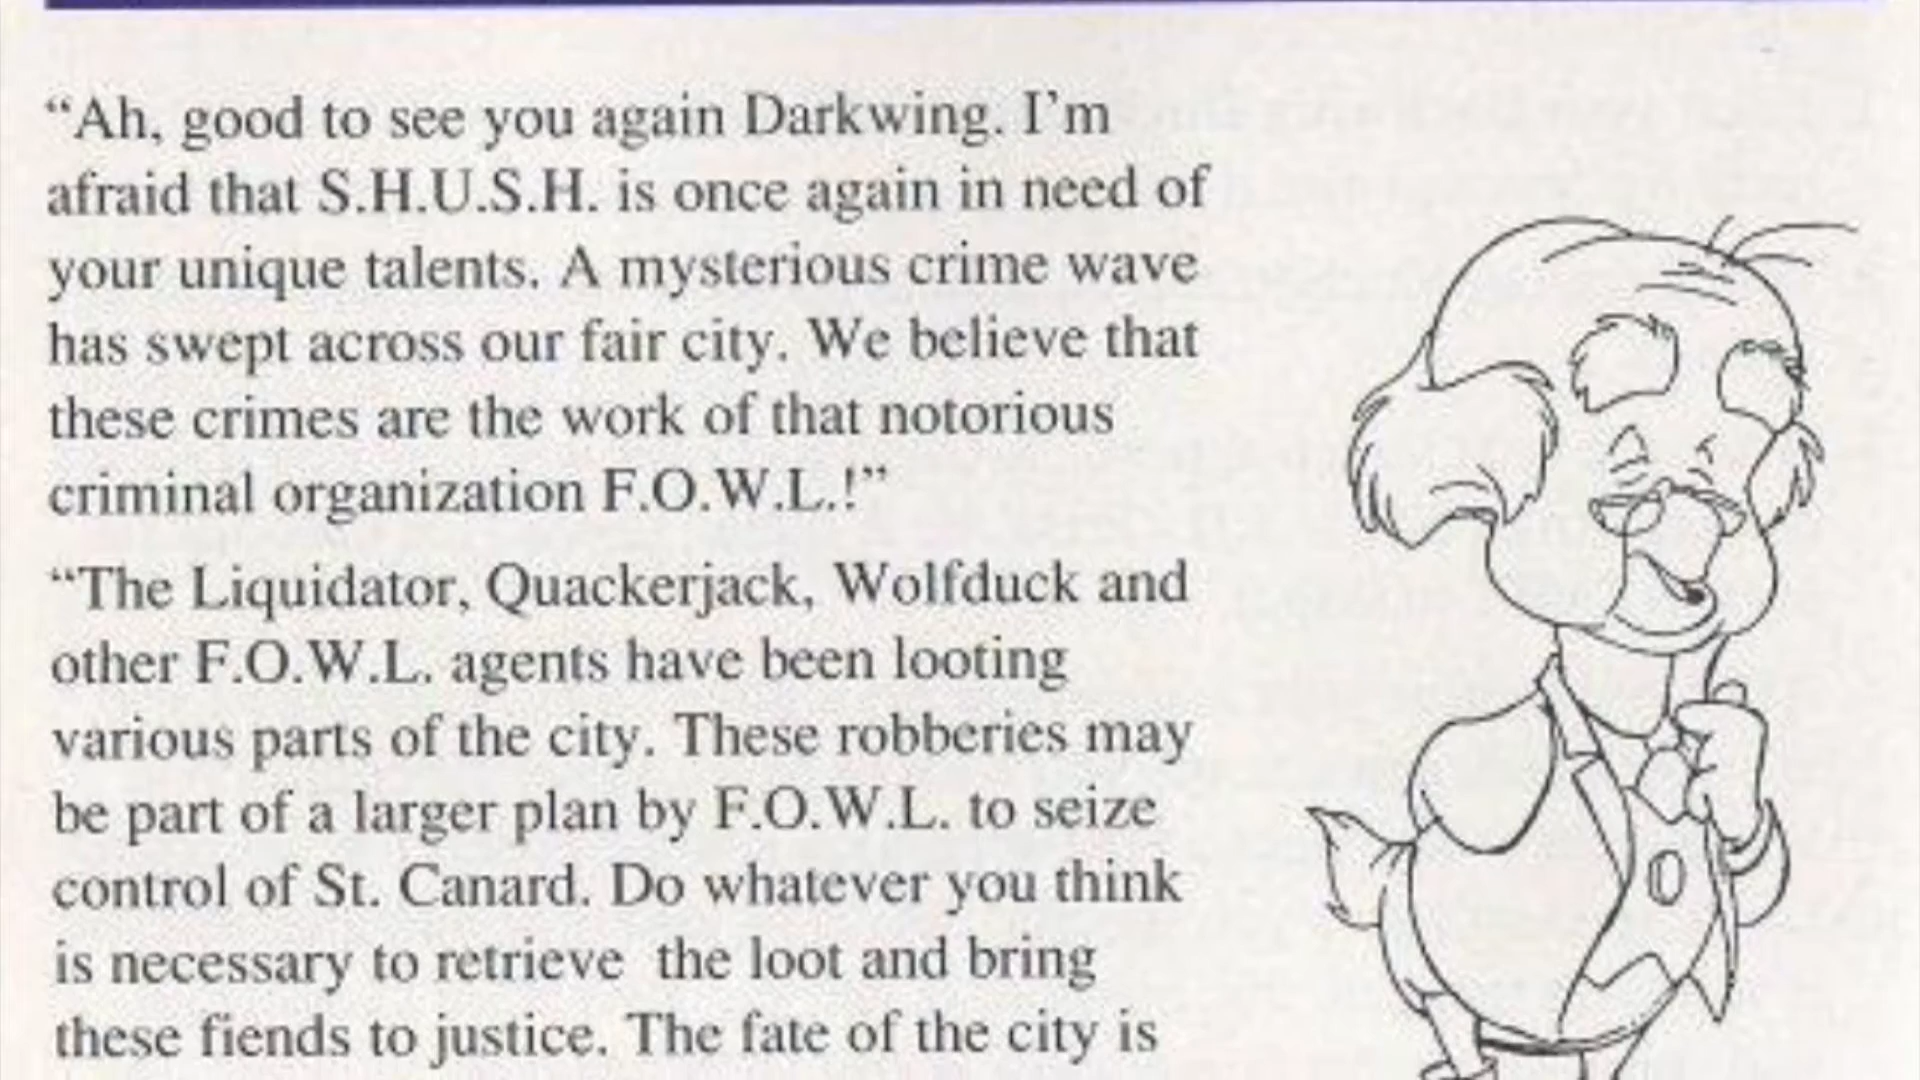 “Ah, good to see you again Darkwing. I’m
afraid that S.H.U.S.H. is once again in need of
your unique talents. A mysterious crime wave
has swept across our fair city. We believe that
these crimes are the work of that notorious
criminal organization F.O.W.L.!”
“The Liquidator, Quackerjack, Wolfduck and
other F.O.W.L. agents have been looting
various parts of the city. These robberies may
be part of a larger plan by F.O.W.L. to seize
control of St. Canard. Do whatever you think
is necessary to retrieve the loot and bring
these fiends to justice. The fate of the city is